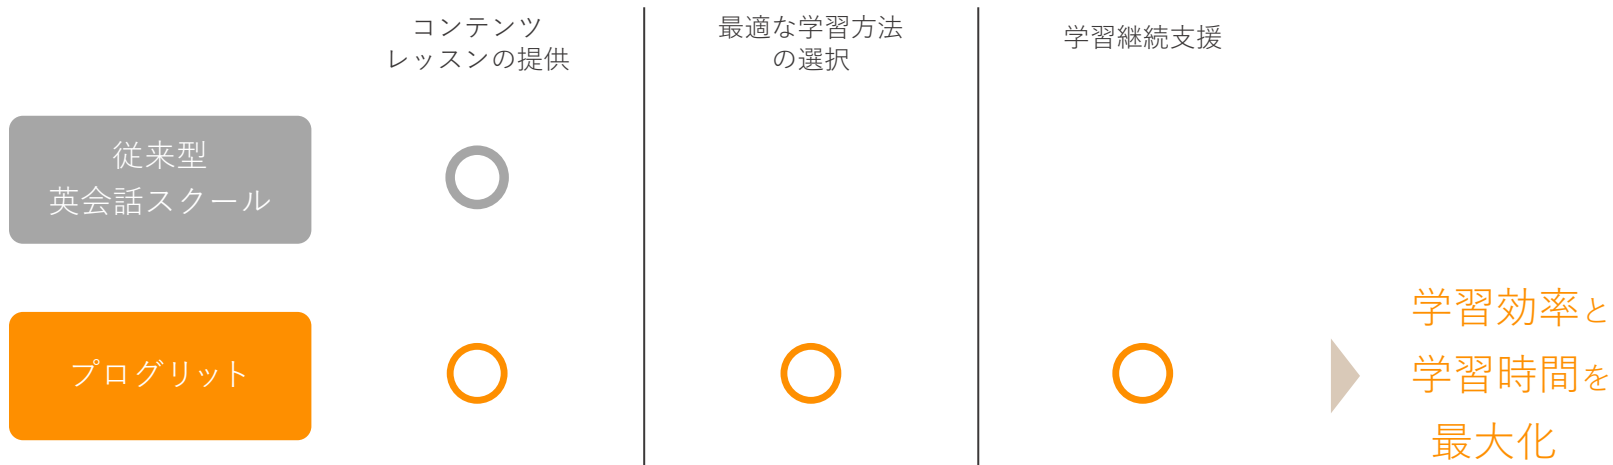 コンテンツ
レッスンの提供
最適な学習方法
の選択
学習継続支援
従来型
英会話スクール
プログリット
学習効率と
学習時間を
最大化